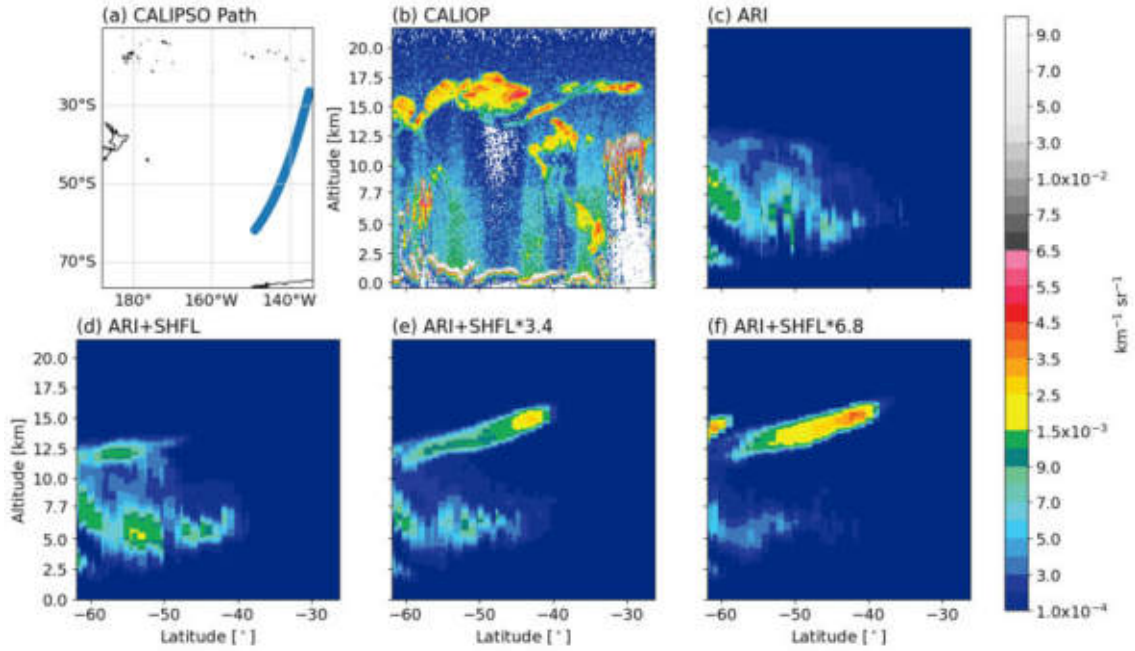 (a) CALIPSO Path
30°S
50°S
70°S
180°
160°W
140°W
(b) CALIOP
Altitude [km]
20.0
17.5
15.0
12.5
10.0
7.7
5.0
2.5
0.0
(c) ARI
(d) ARI+SHFL
Altitude [km]
20.0
17.5
15.0
12.5
10.0
7.7
5.0
2.5
0.0
−60
−50
−40
−30
Latitude [°]
(e) ARI+SHFL*3.4
−60
−50
−40
−30
Latitude [°]
(f) ARI+SHFL*6.8
−60
−50
−40
−30
Latitude [°]
9.0
7.0
5.0
3.0
1.0x10⁻²
7.5
6.5
5.5
4.5
3.5
2.5
1.5x10⁻³
9.0
7.0
5.0
3.0
1.0x10⁻⁴
km⁻¹ sr⁻¹